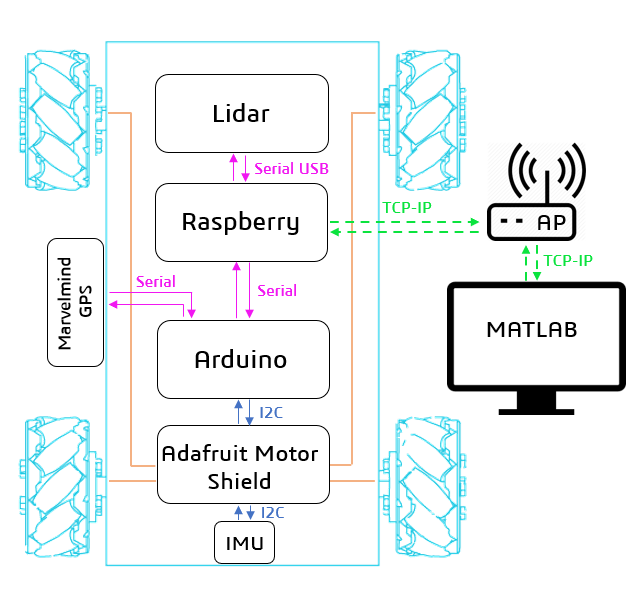 Lidar
Serial USB
Raspberry
TCP-IP
AP
TCP-IP
MATLAB
Marvelmind
GPS
Serial
Serial
Arduino
I2C
Adafruit Motor
Shield
I2C
IMU